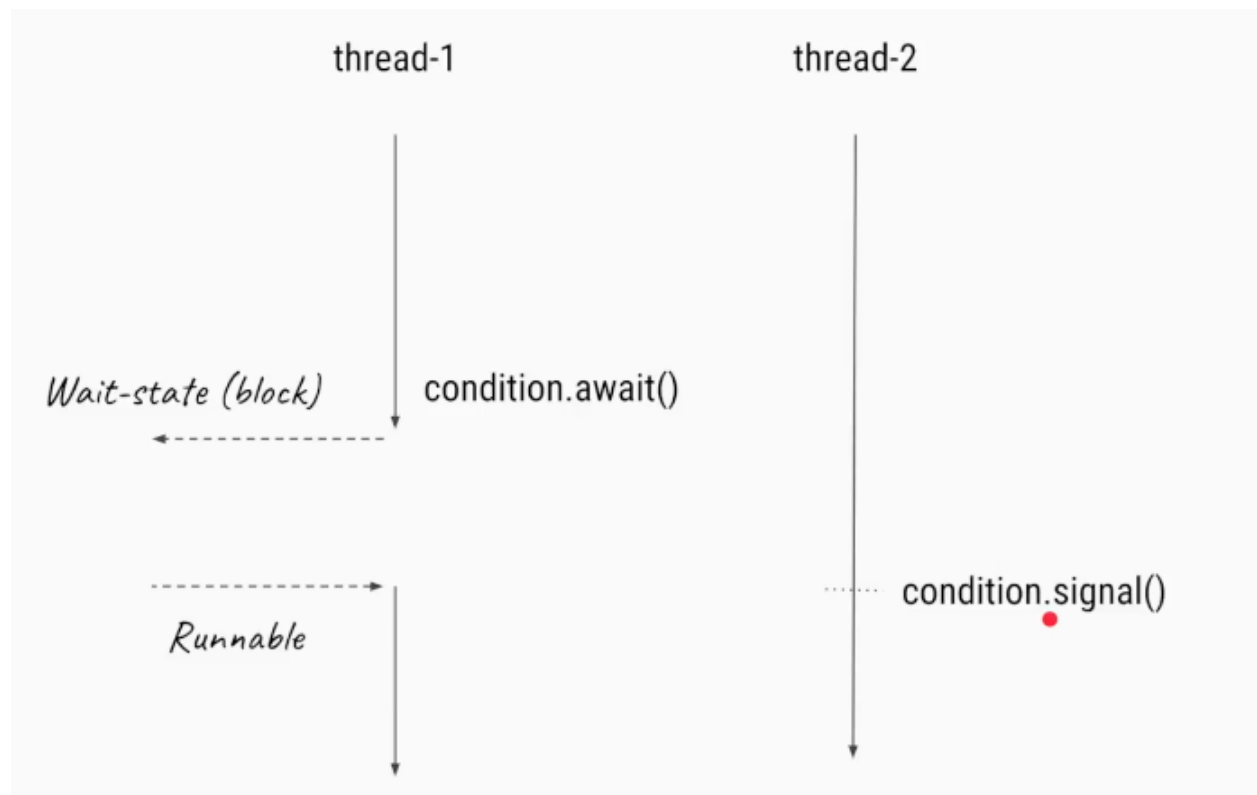 thread-1
thread-2
Wait-state (block)
condition.await()
condition.signal()
Runnable